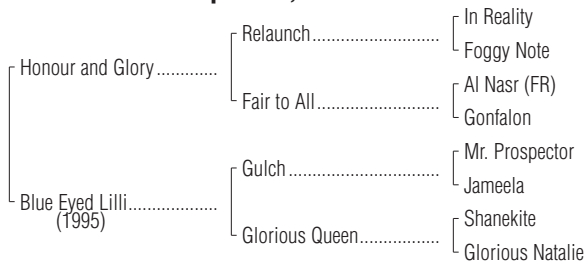 In Reality
Relaunch
Foggy Note
Honour and Glory
Al Nasr (FR)
Fair to All
Gonfalon
Mr. Prospector
Gulch
Jameela
Blue Eyed Lilli
(1995)
Shanekite
Glorious Queen
Glorious Natalie